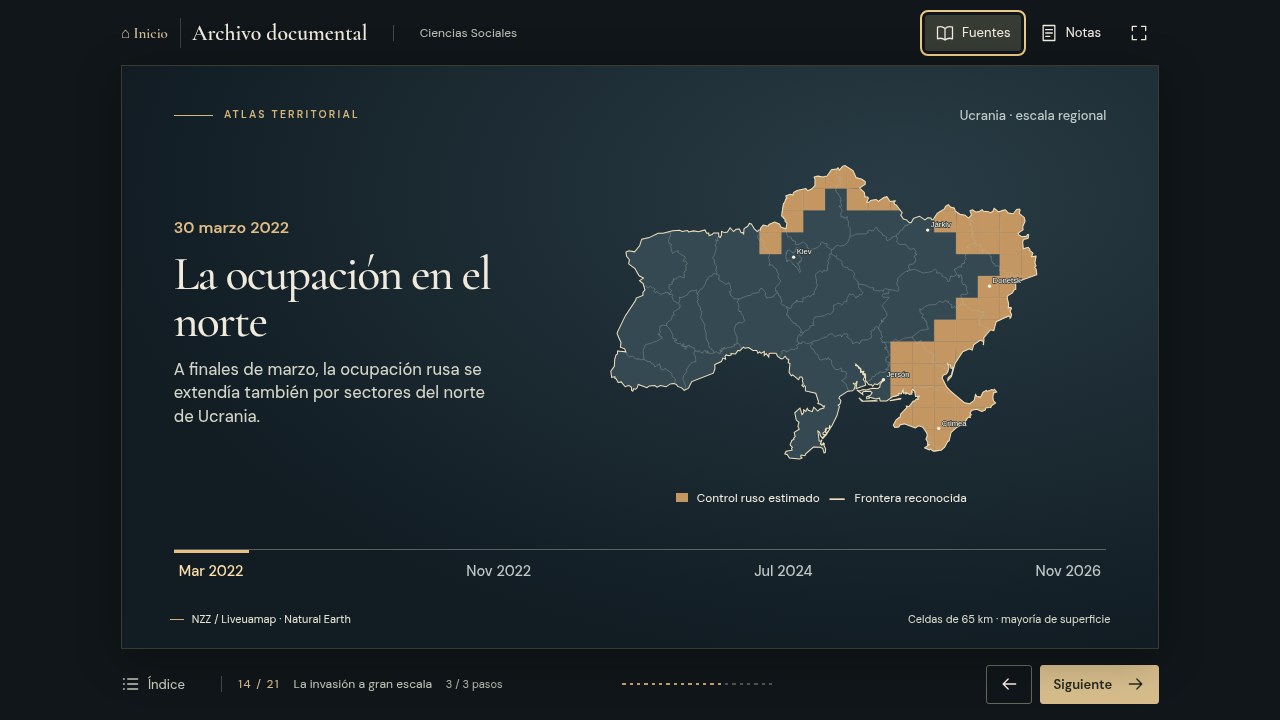 ⌂ Inicio
Archivo documental
Ciencias Sociales
Fuentes
Notas
ATLAS TERRITORIAL
Ucrania · escala regional
30 marzo 2022
La ocupación en el
norte
A finales de marzo, la ocupación rusa se
extendía también por sectores del norte
de Ucrania.
Járkiv
Kiev
Donetsk
Jersón
Crimea
Control ruso estimado
Frontera reconocida
Mar 2022
Nov 2022
Jul 2024
Nov 2026
NZZ / Liveuamap · Natural Earth
Celdas de 65 km · mayoría de superficie
Índice
14 / 21
La invasión a gran escala
3 / 3 pasos
Siguiente